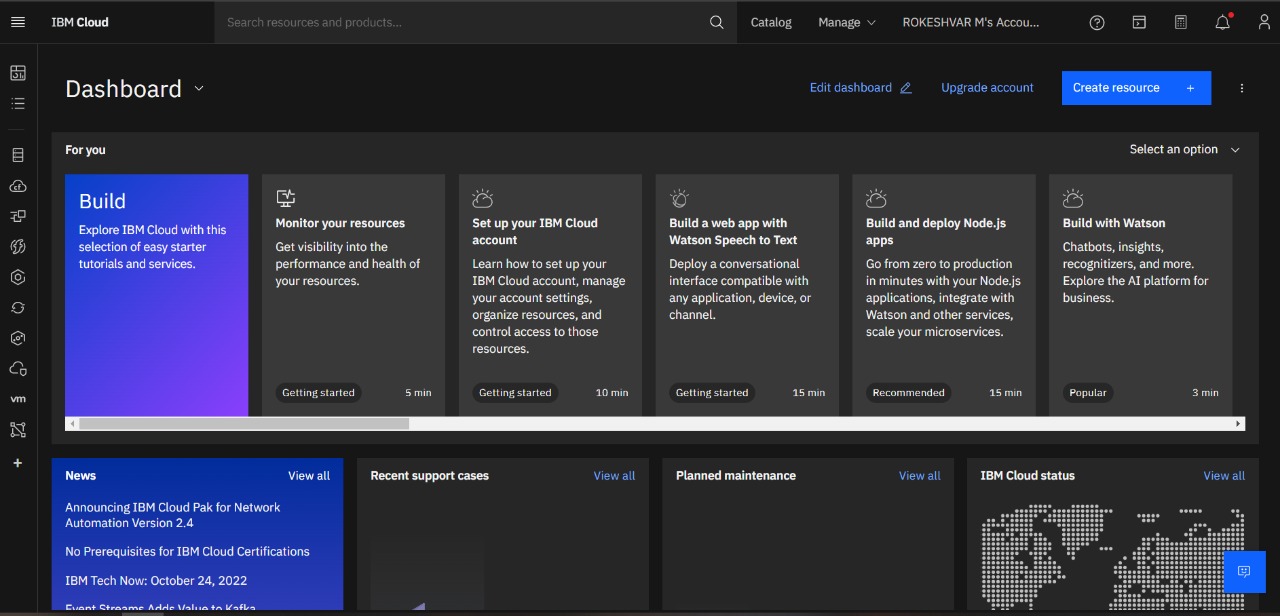 IBM Cloud
Search resources and products...
Catalog
Manage
ROKESHVAR M's Accou...
Dashboard
Edit dashboard
Upgrade account
Create resource +
For you
Select an option
Build
Explore IBM Cloud with this
selection of easy starter
tutorials and services.
Monitor your resources
Get visibility into the
performance and health of
your resources.
Getting started
5 min
Set up your IBM Cloud
account
Learn how to set up your
IBM Cloud account, manage
your account settings,
organize resources, and
control access to those
resources.
Getting started
10 min
Build a web app with
Watson Speech to Text
Deploy a conversational
interface compatible with
any application, device, or
channel.
Getting started
15 min
Build and deploy Node.js
apps
Go from zero to production
in minutes with your Node.js
applications, integrate with
Watson and other services,
scale your microservices.
Recommended
15 min
Build with Watson
Chatbots, insights,
recognitizers, and more.
Explore the AI platform for
business.
Popular
3 min
vm
News
View all
Announcing IBM Cloud Pak for Network
Automation Version 2.4
No Prerequisites for IBM Cloud Certifications
IBM Tech Now: October 24, 2022
Event Streams Adds Value to Kafka
Recent support cases
View all
Planned maintenance
View all
IBM Cloud status
View all